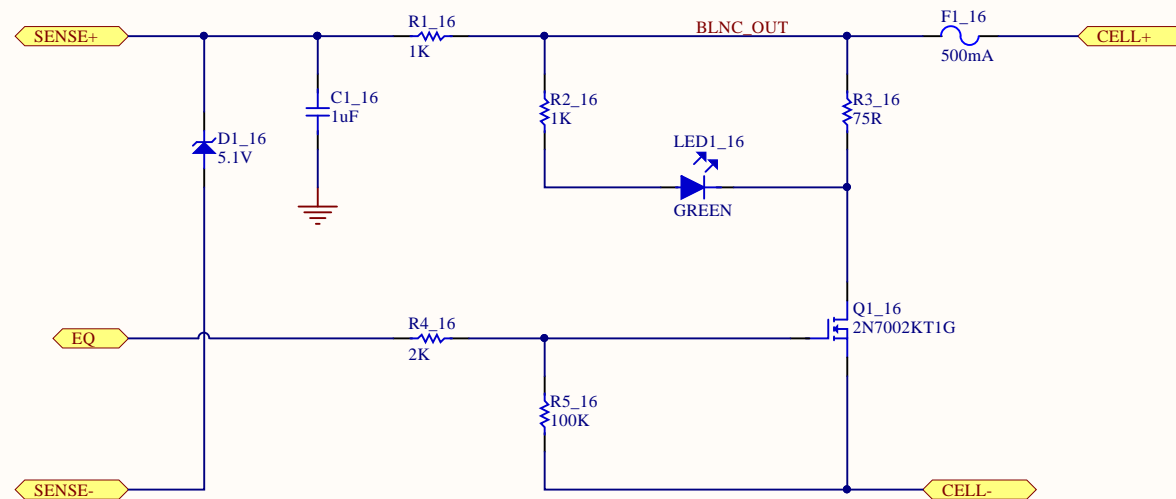 R1_16
F1_16
SENSE+
BLNC_OUT
CELL+
1K
500mA
C1_16
1uF
R2_16
1K
R3_16
75R
D1_16
5.1V
LED1_16
GREEN
Q1_16
2N7002KT1G
R4_16
EQ
2K
R5_16
100K
SENSE-
CELL-